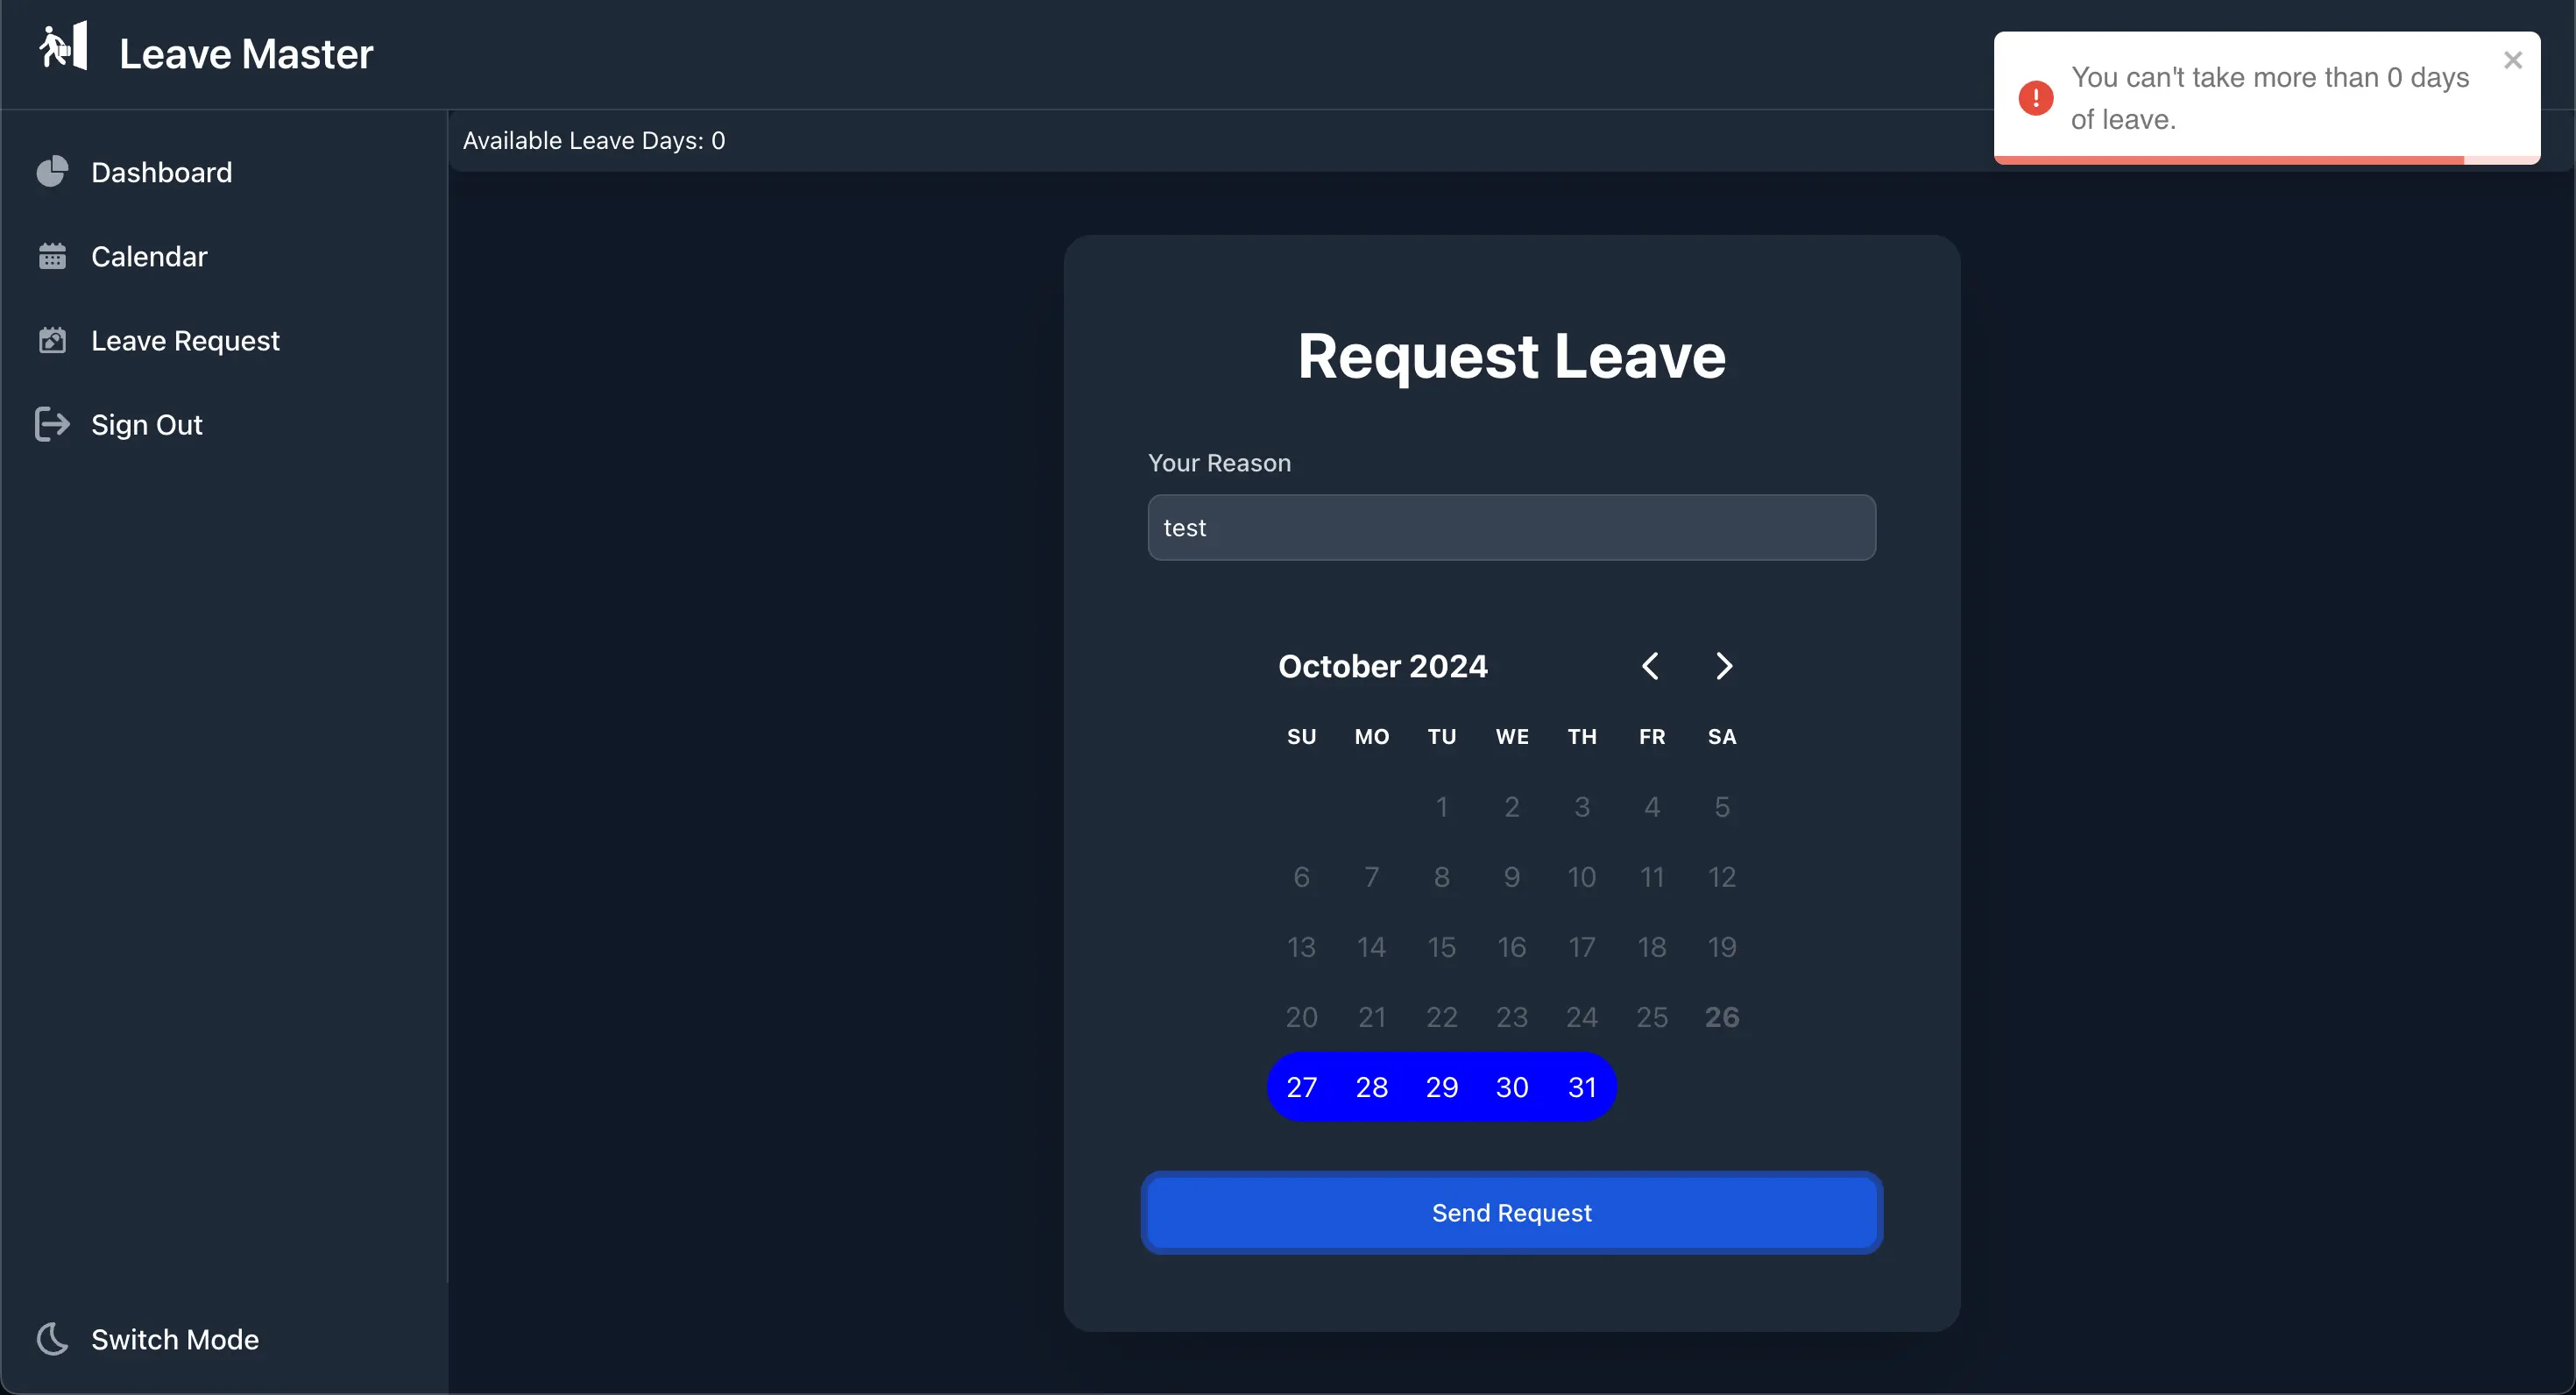 Leave Master
You can't take more than 0 days
of leave.
Available Leave Days: 0
Dashboard
Calendar
Leave Request
Sign Out
Switch Mode
Request Leave
Your Reason
test
October 2024
SU MO TU WE TH FR SA
1 2 3 4 5
6 7 8 9 10 11 12
13 14 15 16 17 18 19
20 21 22 23 24 25 26
27 28 29 30 31
Send Request